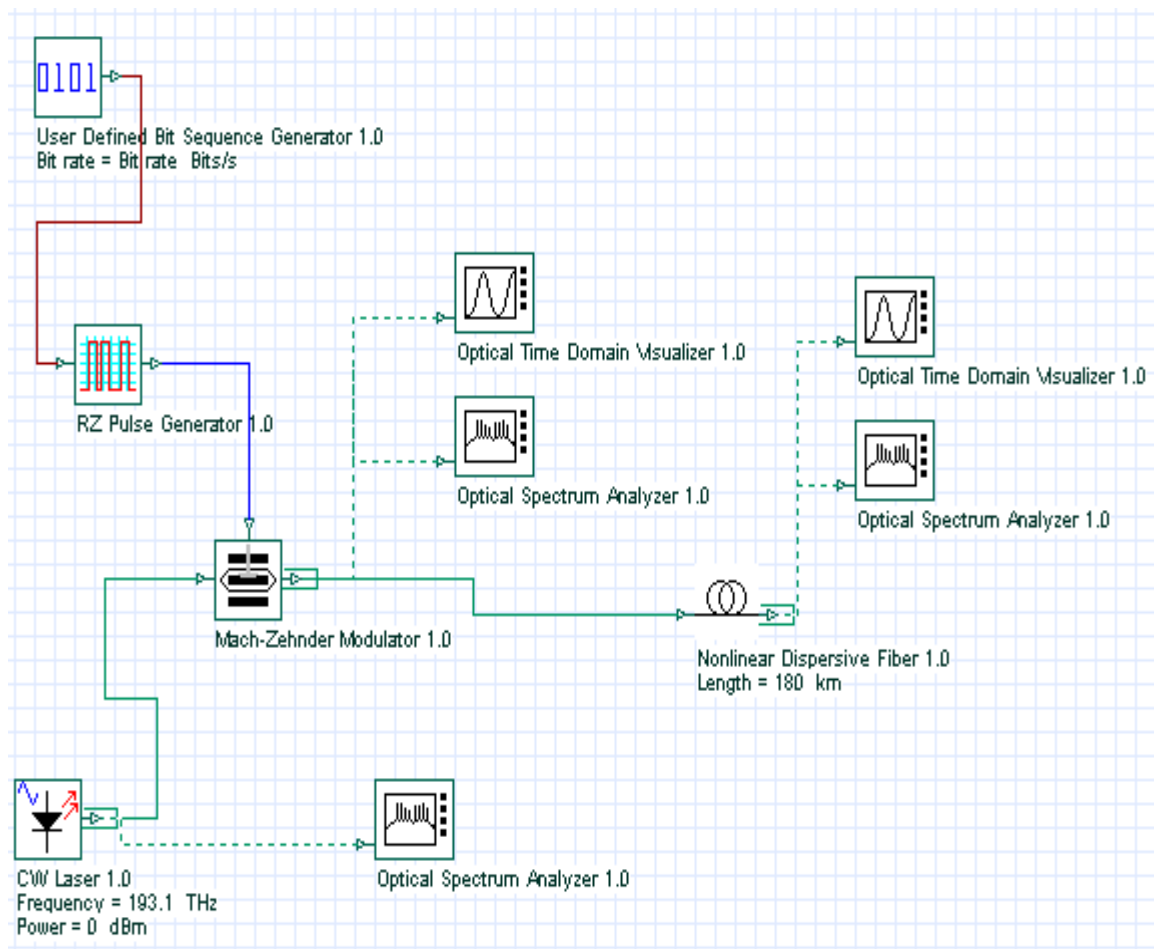 0101
User Defined Bit Sequence Generator 1.0
Bit rate = Bit rate Bits/s
Optical Time Domain Visualizer 1.0
Optical Time Domain Visualizer 1.0
RZ Pulse Generator 1.0
Optical Spectrum Analyzer 1.0
Optical Spectrum Analyzer 1.0
Mach-Zehnder Modulator 1.0
Nonlinear Dispersive Fiber 1.0
Length = 180 km
CW Laser 1.0
Frequency = 193.1 THz
Power = 0 dBm
Optical Spectrum Analyzer 1.0